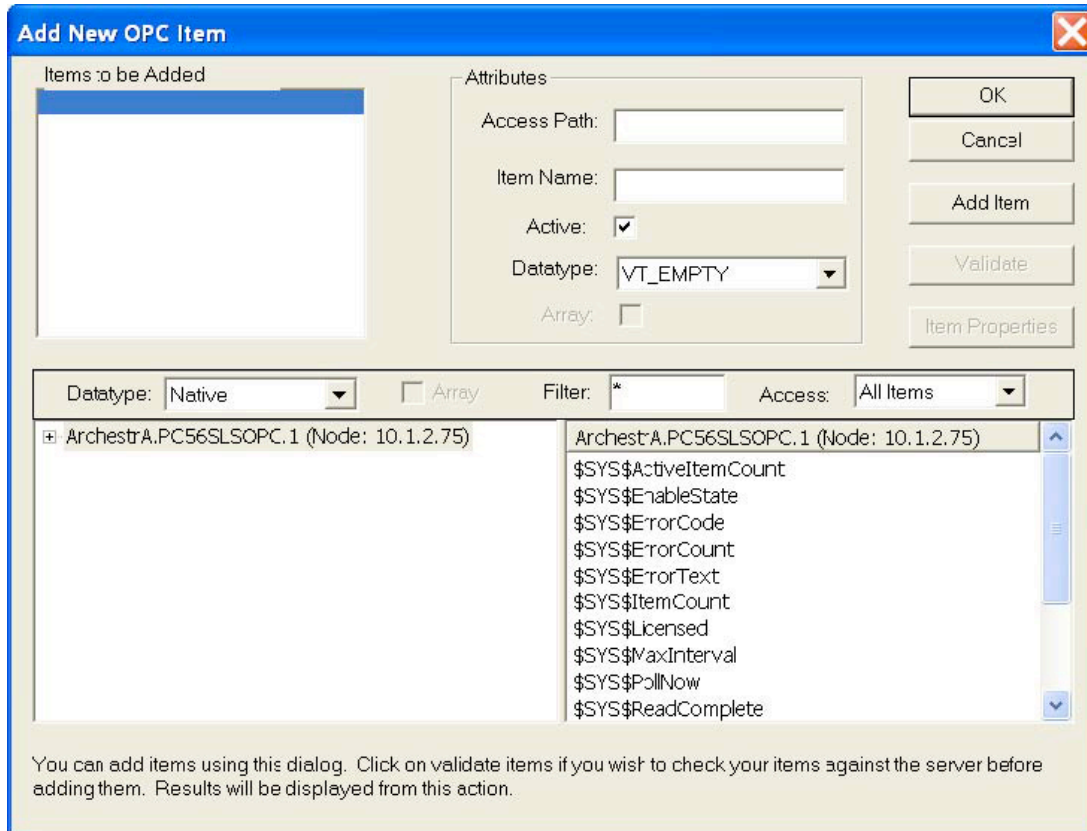 Add New OPC Item
Items to be Added
Attributes
Access Path:
Item Name:
Active:
Datatype: VT_EMPTY
Array:
OK
Cancel
Add Item
Validate
Item Properties
Datatype: Native Array Filter: * Access: All Items
ArchestrA.PC56SLSOPC.1 (Node: 10.1.2.75)
ArchestrA.PC56SLSOPC.1 (Node: 10.1.2.75)
$SYS$ActiveItemCount
$SYS$EnableState
$SYS$ErrorCode
$SYS$ErrorCount
$SYS$ErrorText
$SYS$ItemCount
$SYS$Licensed
$SYS$MaxInterval
$SYS$PollNow
$SYS$ReadComplete
You can add items using this dialog. Click on validate items if you wish to check your items against the server before
adding them. Results will be displayed from this action.